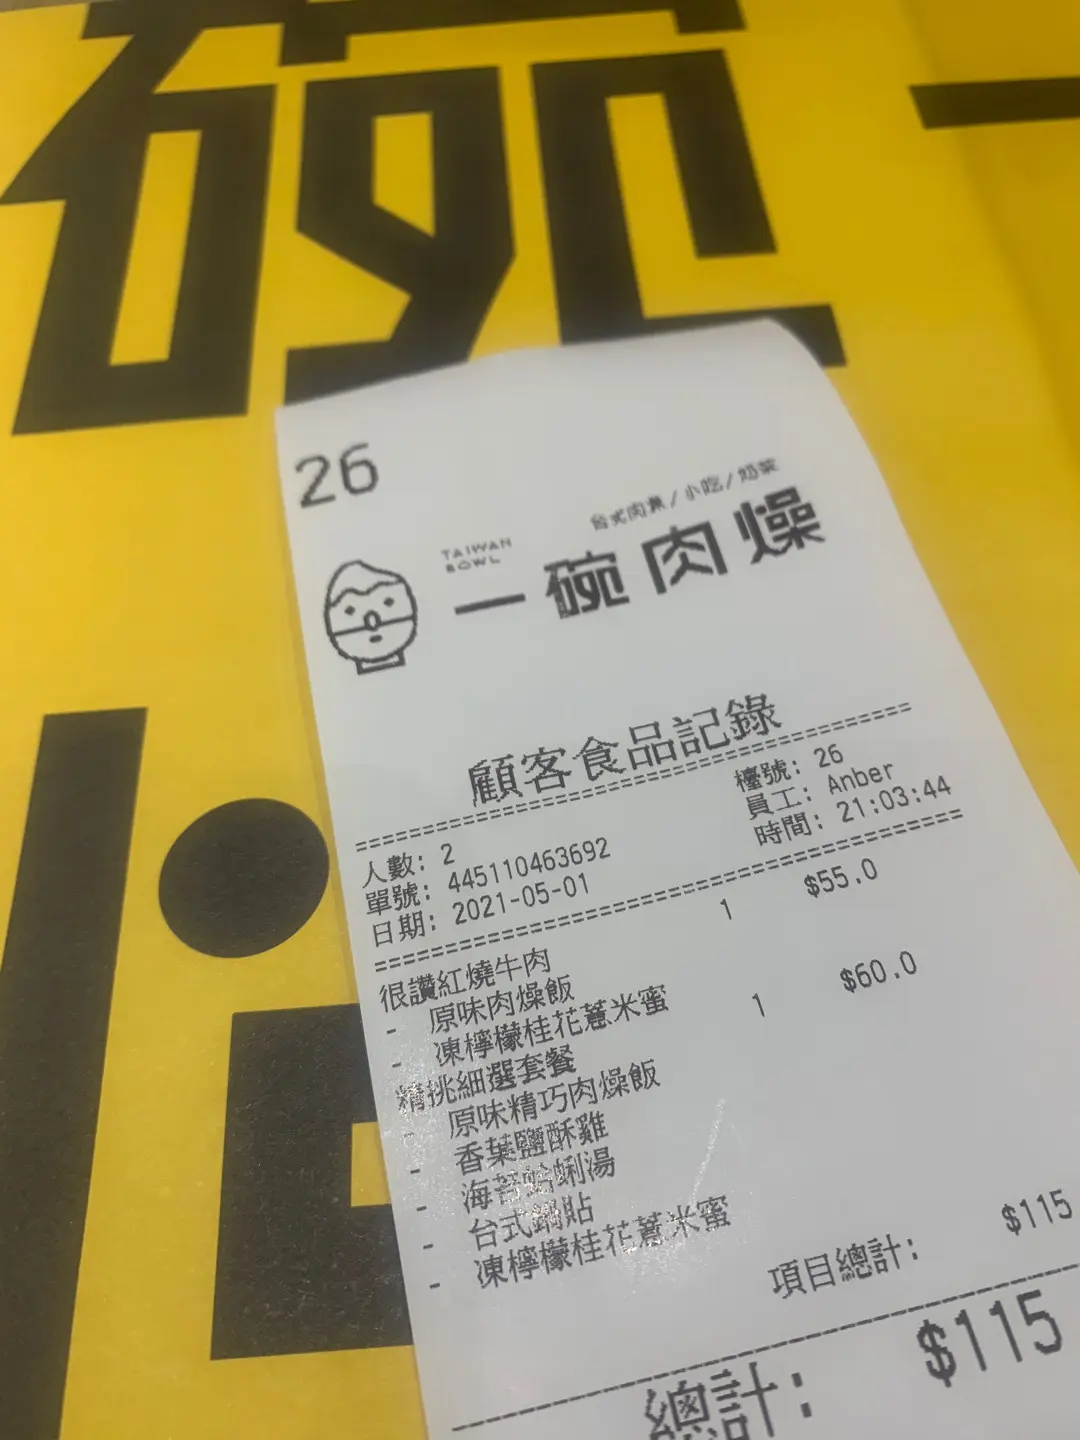 碗
一
26
TAIWAN
BOWL
台式肉燥/小吃/奶茶
一碗肉燥
顧客食品記錄
檯號: 26
人數: 2
員工: Anber
單號: 445110463692
時間: 21:03:44
日期: 2021-05-01
很讚紅燒牛肉 1 $55.0
- 原味肉燥飯
- 凍檸檬桂花薏米蜜
精挑細選套餐 1 $60.0
- 原味精巧肉燥飯
- 香葉鹽酥雞
- 海苔蛤蜊湯
- 台式鍋貼
- 凍檸檬桂花薏米蜜
項目總計: $115
總計: $115